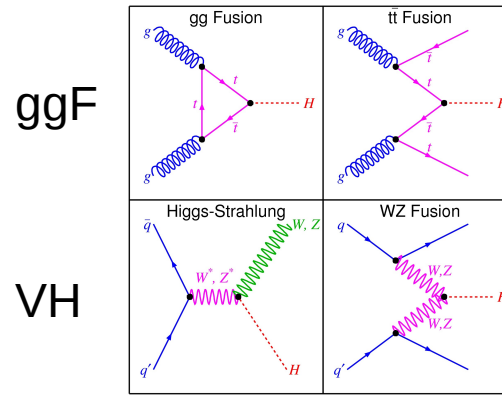 ggF
gg Fusion
g
g
t
t
t̄
H
tt̄ Fusion
g
g
t̄
t
t̄
t
H
VH
Higgs-Strahlung
q̄
q′
W*, Z*
W, Z
H
WZ Fusion
q
q′
W,Z
W,Z
H